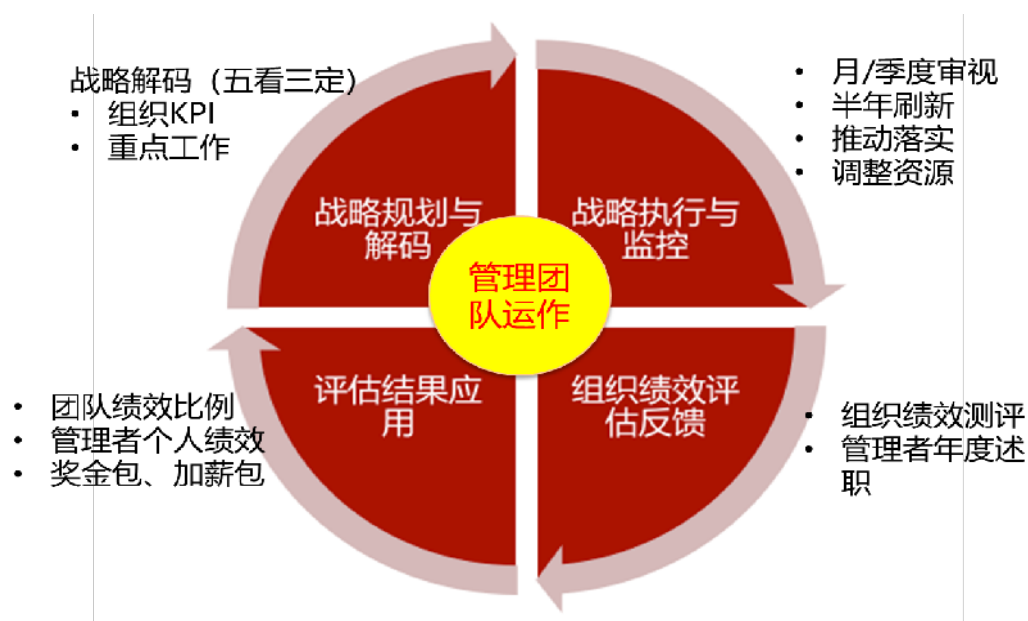 战略解码（五看三定）
• 组织KPI
• 重点工作
• 月/季度审视
• 半年刷新
• 推动落实
• 调整资源
战略规划与
解码
战略执行与
监控
管理团
队运作
评估结果应
用
组织绩效评
估反馈
• 团队绩效比例
• 管理者个人绩效
• 奖金包、加薪包
• 组织绩效测评
• 管理者年度述
职